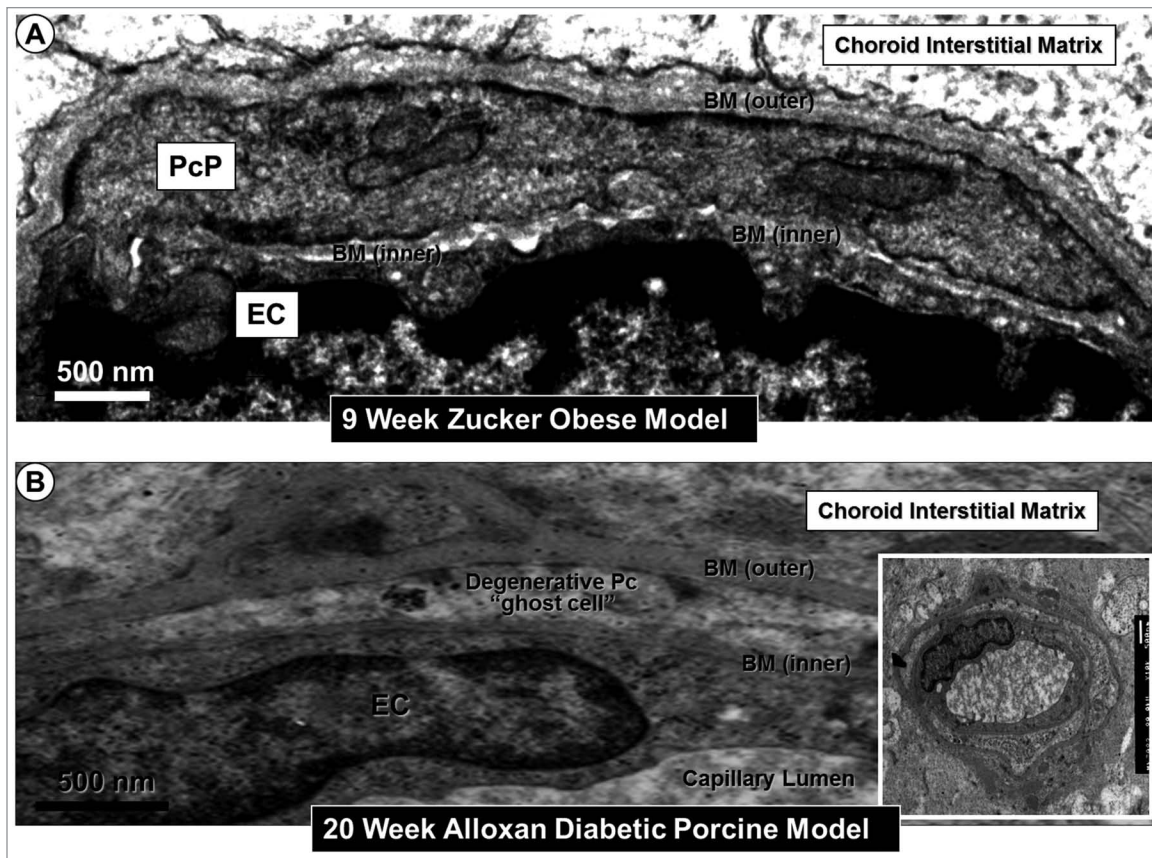 A
Choroid Interstitial Matrix
BM (outer)
PcP
BM (inner)
BM (inner)
EC
500 nm
9 Week Zucker Obese Model
B
Choroid Interstitial Matrix
BM (outer)
Degenerative Pc
“ghost cell”
BM (inner)
EC
500 nm
Capillary Lumen
20 Week Alloxan Diabetic Porcine Model